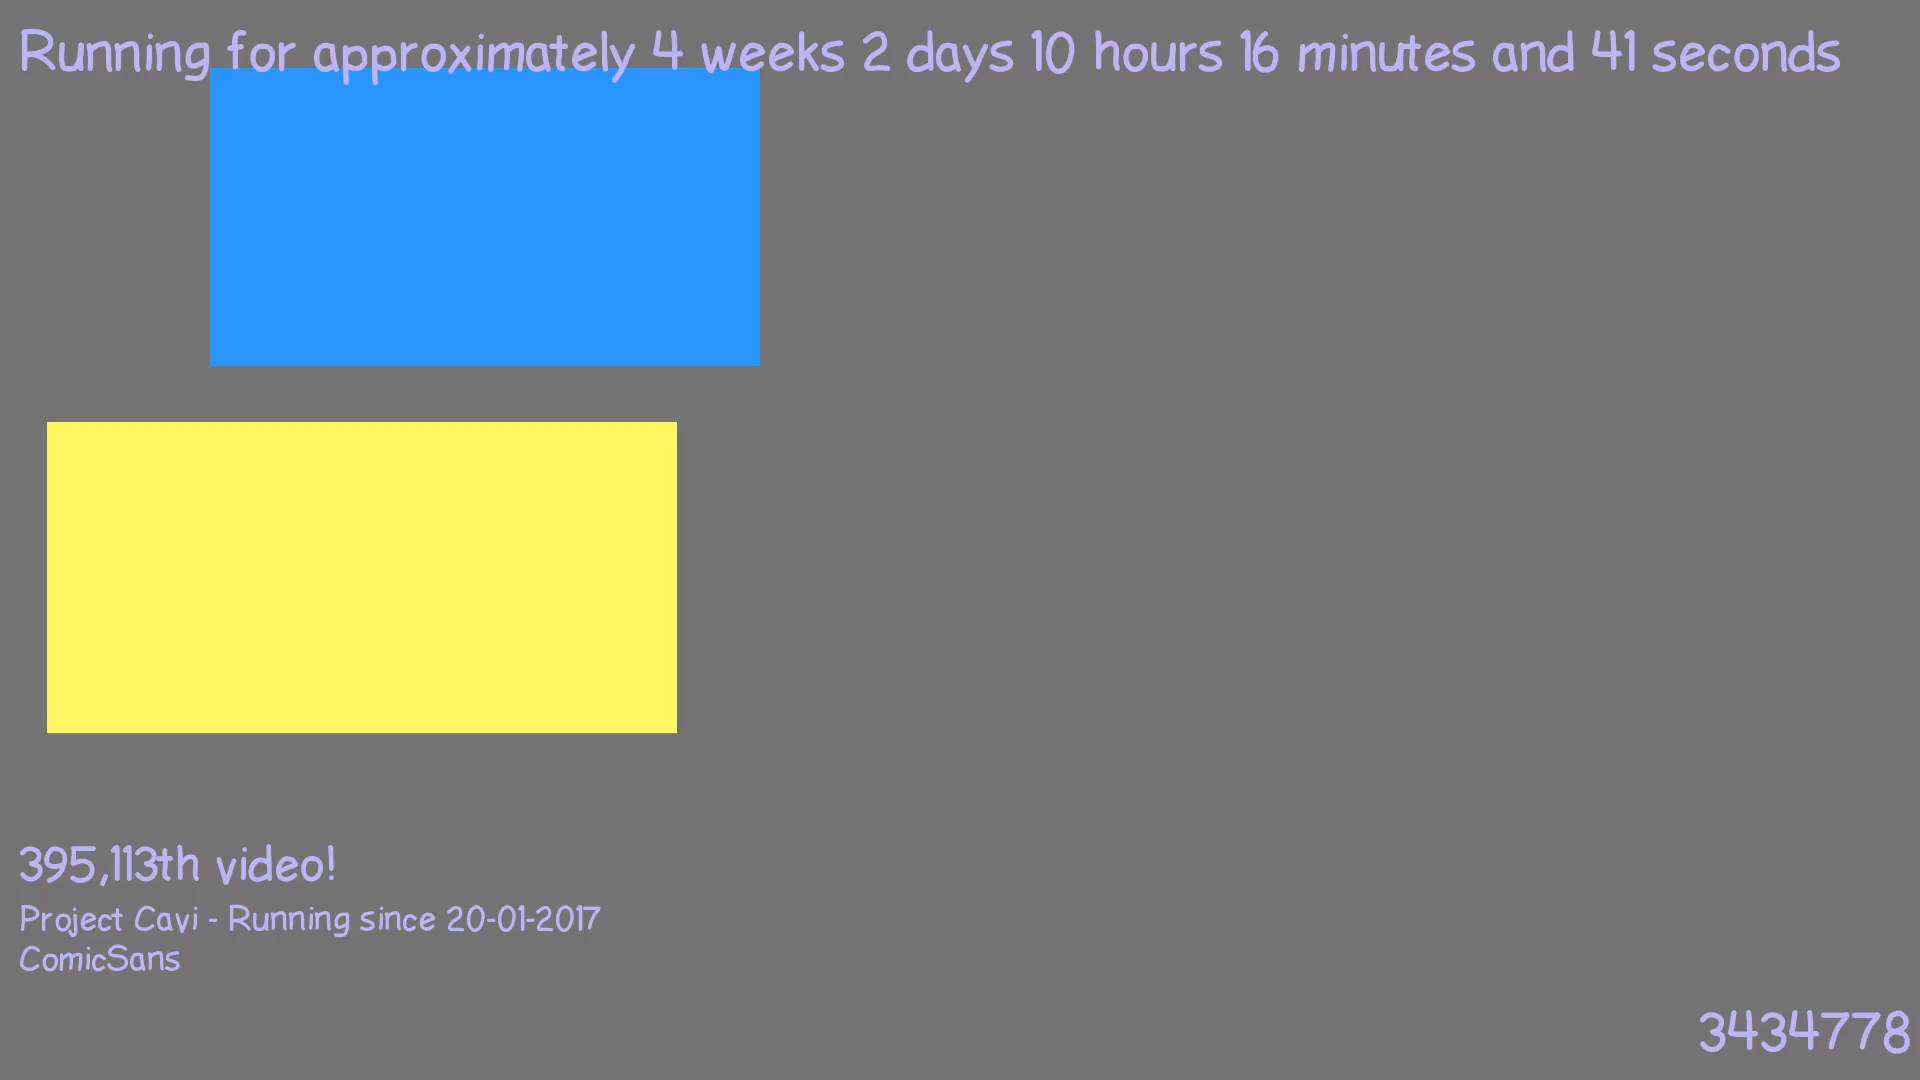 Running for approximately 4 weeks 2 days 10 hours 16 minutes and 41 seconds
395,113th video!
Project Cavi - Running since 20-01-2017
ComicSans
3434778